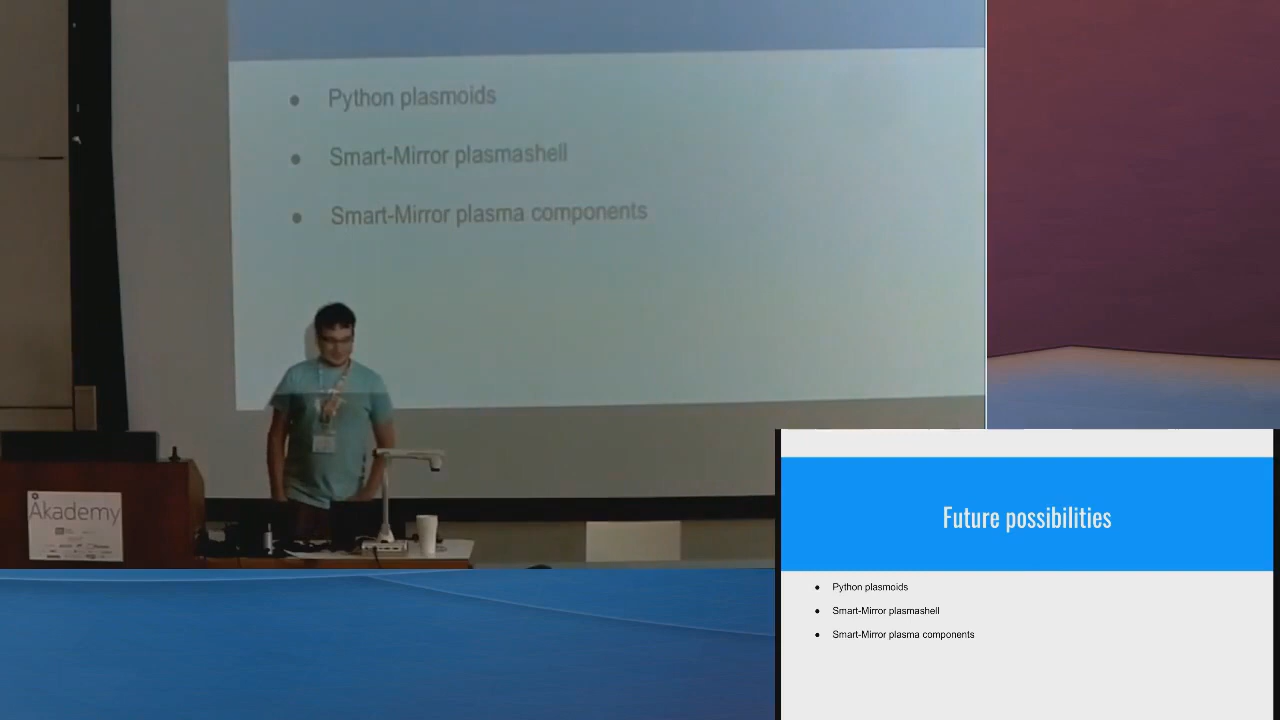 Python plasmoids
Smart-Mirror plasmashell
Smart-Mirror plasma components
Akademy
Future possibilities
Python plasmoids
Smart-Mirror plasmashell
Smart-Mirror plasma components